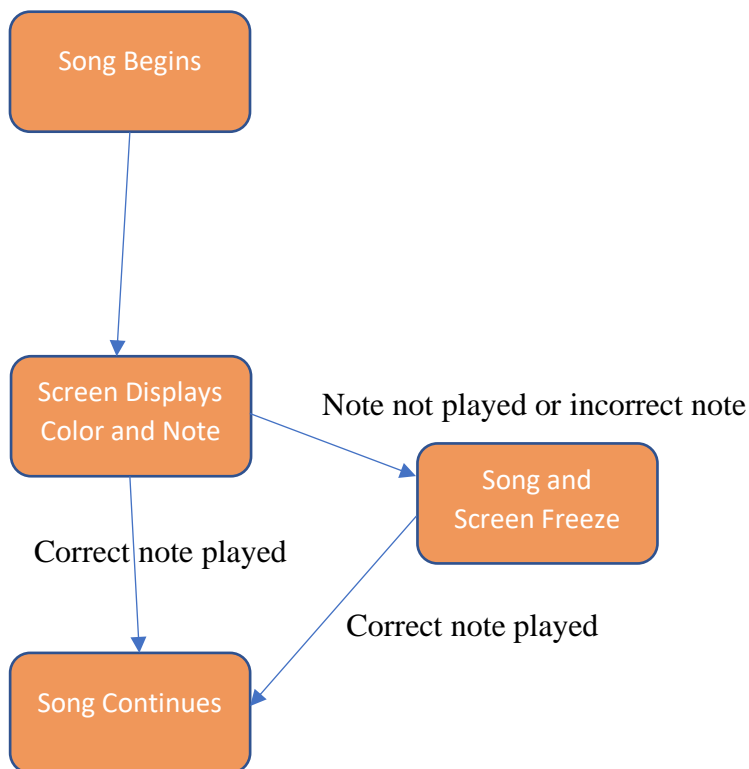 Song Begins
Screen Displays
Color and Note
Note not played or incorrect note
Song and
Screen Freeze
Correct note played
Correct note played
Song Continues